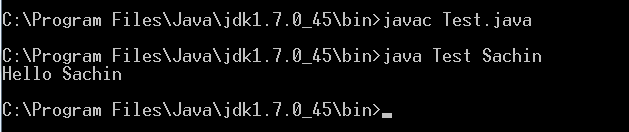 C:\Program Files\Java\jdk1.7.0_45\bin>javac Test.java
C:\Program Files\Java\jdk1.7.0_45\bin>java Test Sachin
Hello Sachin
C:\Program Files\Java\jdk1.7.0_45\bin>_